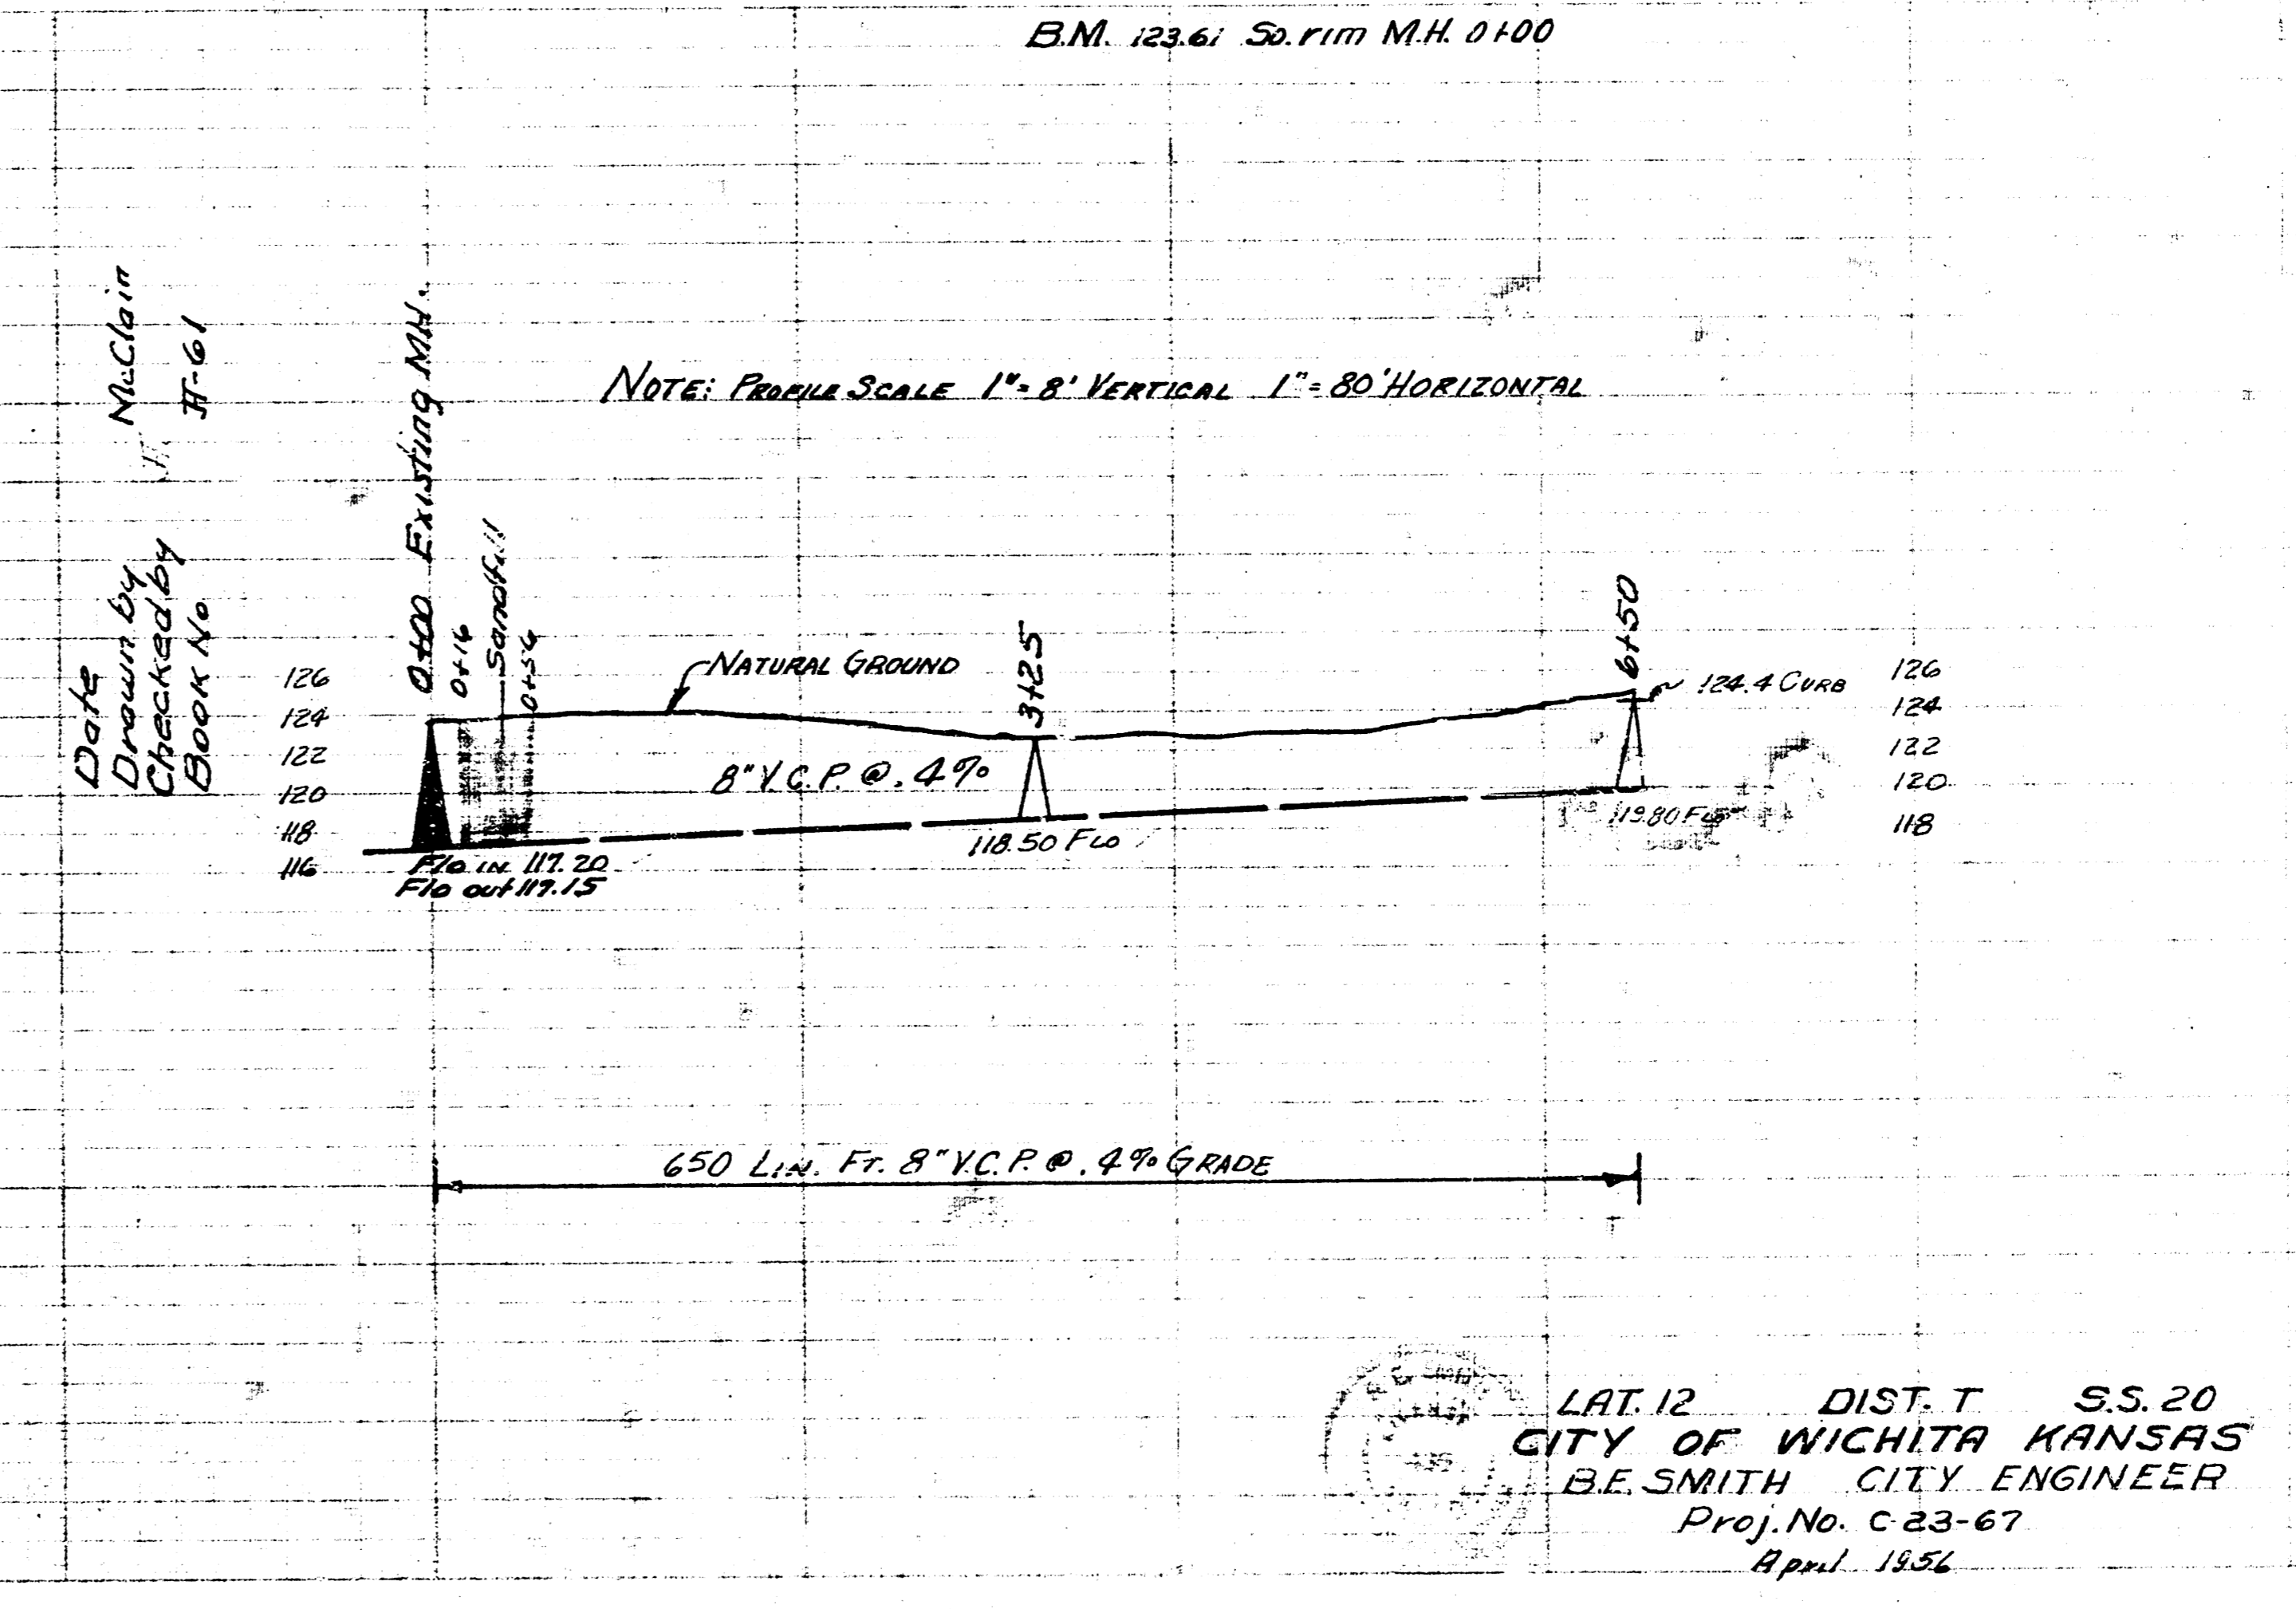 B.M. 123.61 So. rim M.H. 0+00
McClain
II-61
NOTE: PROFILE SCALE 1"= 8' VERTICAL 1"= 80' HORIZONTAL
Date
Drawn by
Checked by
Book No
0+00 Existing M.H.
0+16
Sandfill
0+54
3+25
6+50
NATURAL GROUND
124.4 CURB
126
124
122
120
118
116
126
124
122
120
118
8" V.C.P. @ .4%
Flo IN 117.20
Flo out 117.15
118.50 FLO
119.80 FLO
650 LIN. FT. 8" V.C.P. @ .4% GRADE
LAT. 12 DIST. T S.S. 20
CITY OF WICHITA KANSAS
B.E. SMITH CITY ENGINEER
Proj. No. C-23-67
April 1956